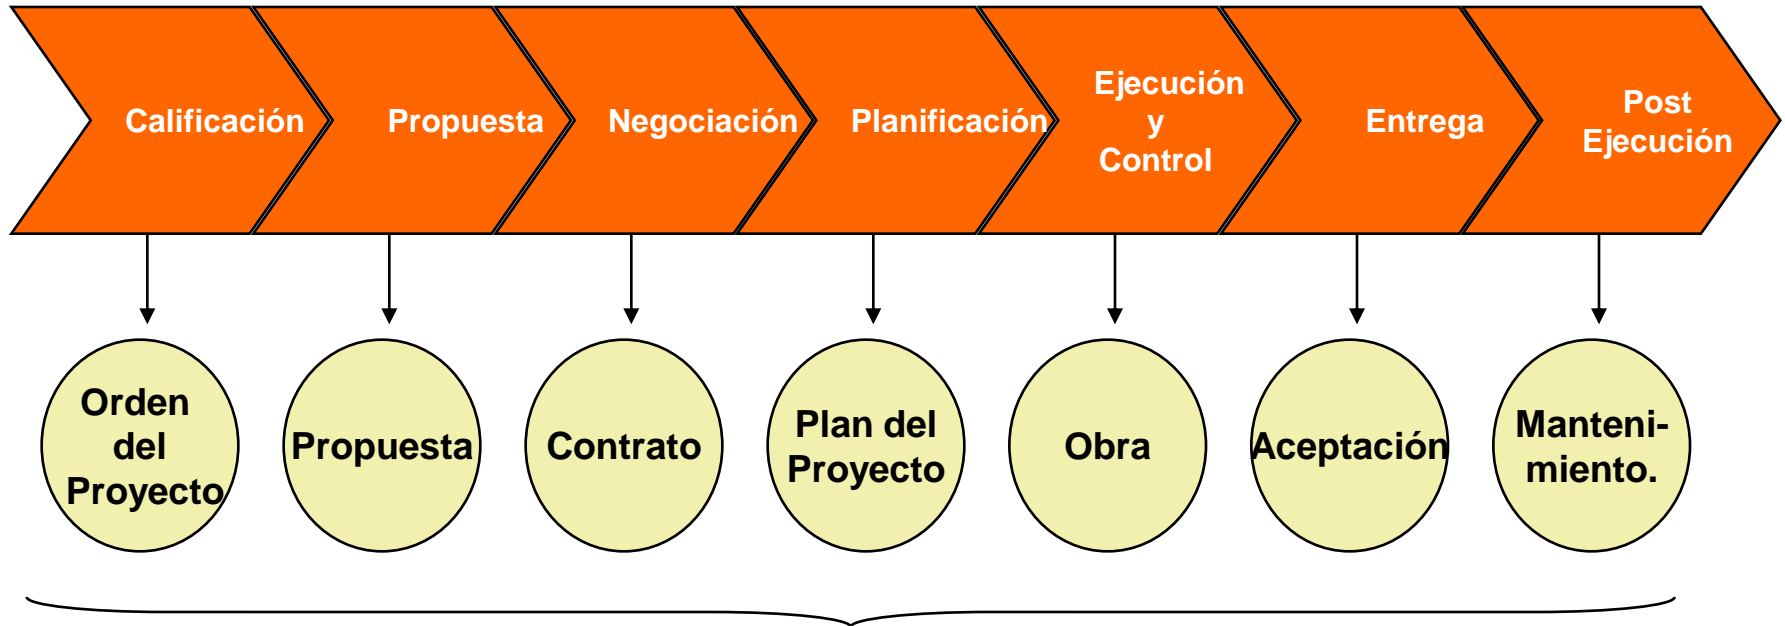 Calificación
Propuesta
Negociación
Planificación
Ejecución
y
Control
Entrega
Post
Ejecución
Orden
del
Proyecto
Propuesta
Contrato
Plan del
Proyecto
Obra
Aceptación
Manteni-
miento.